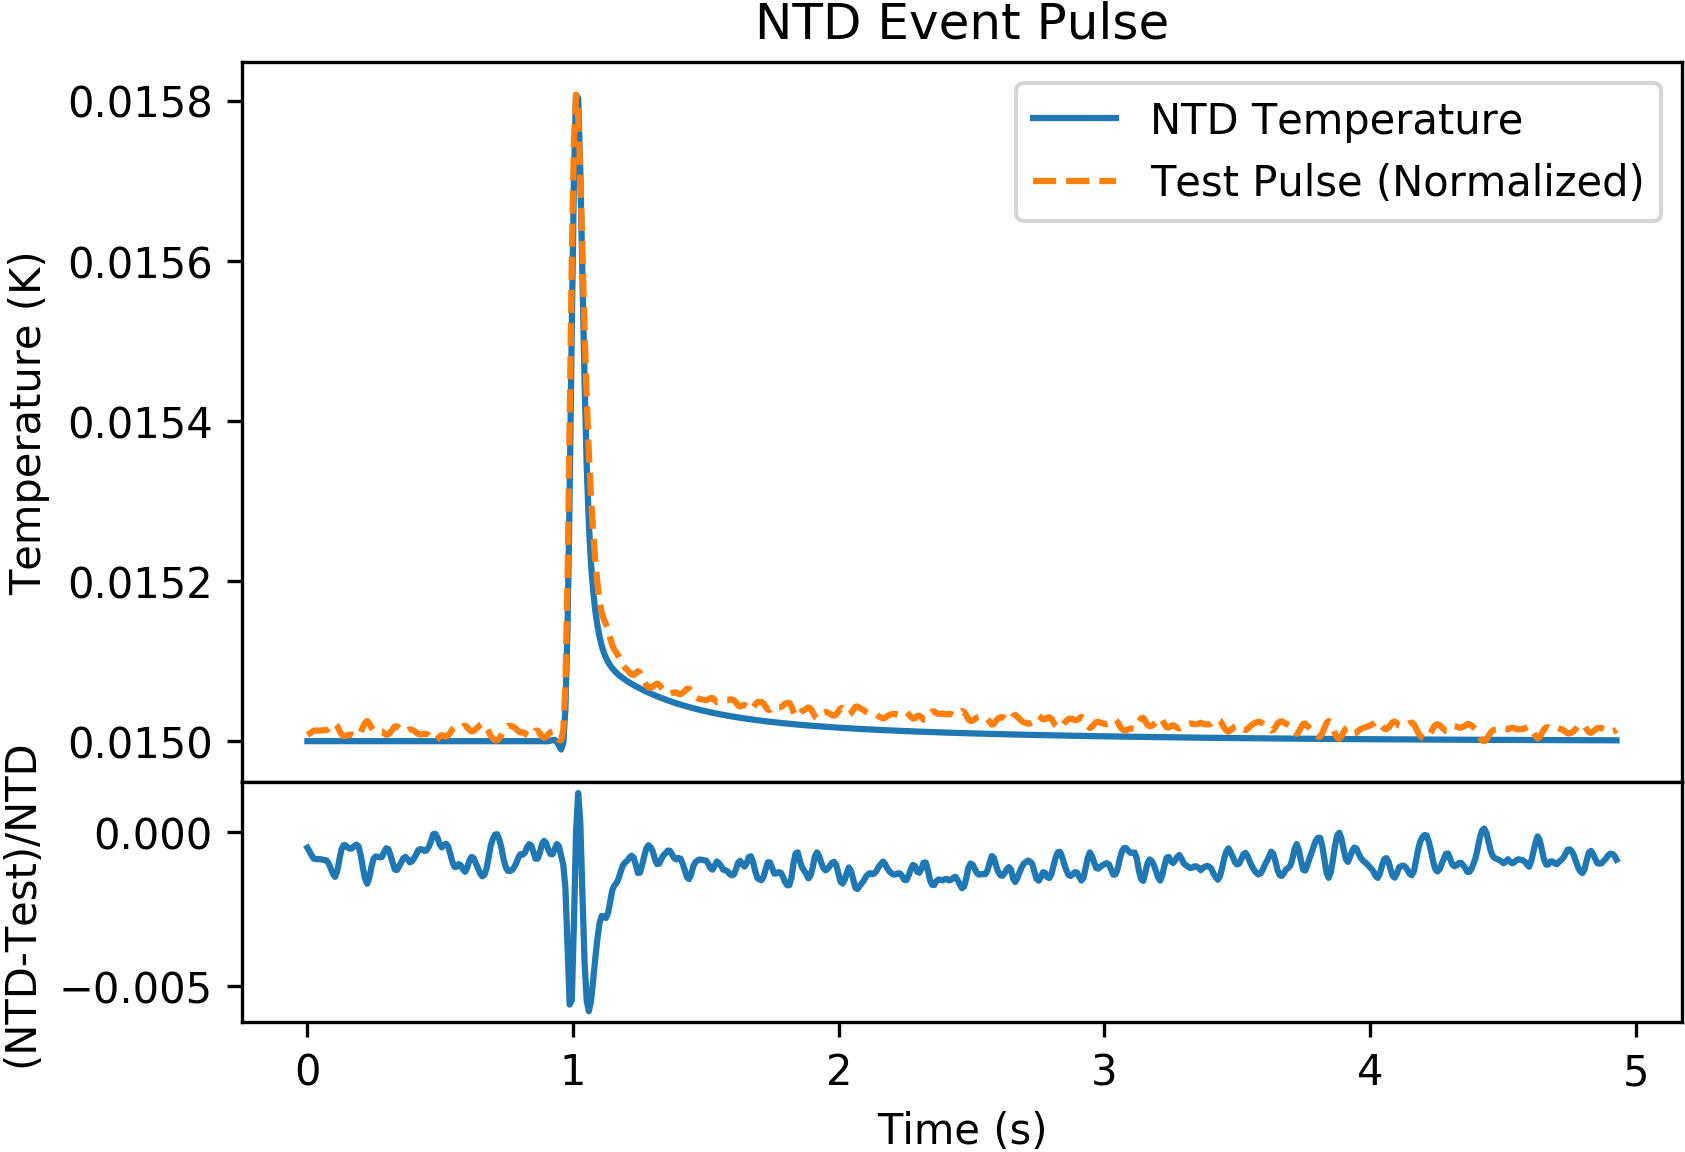 NTD Event Pulse
NTD Temperature
Test Pulse (Normalized)
Temperature (K)
0.0158
0.0156
0.0154
0.0152
0.0150
(NTD-Test)/NTD
0.000
−0.005
0 1 2 3 4 5
Time (s)